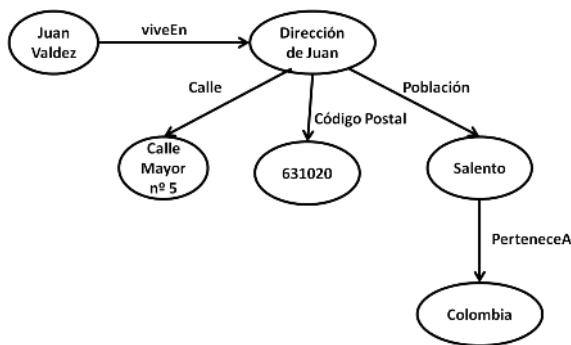 Juan
Valdez
viveEn
Dirección
de Juan
Calle
Código Postal
Población
Calle
Mayor
nº 5
631020
Salento
PerteneceA
Colombia